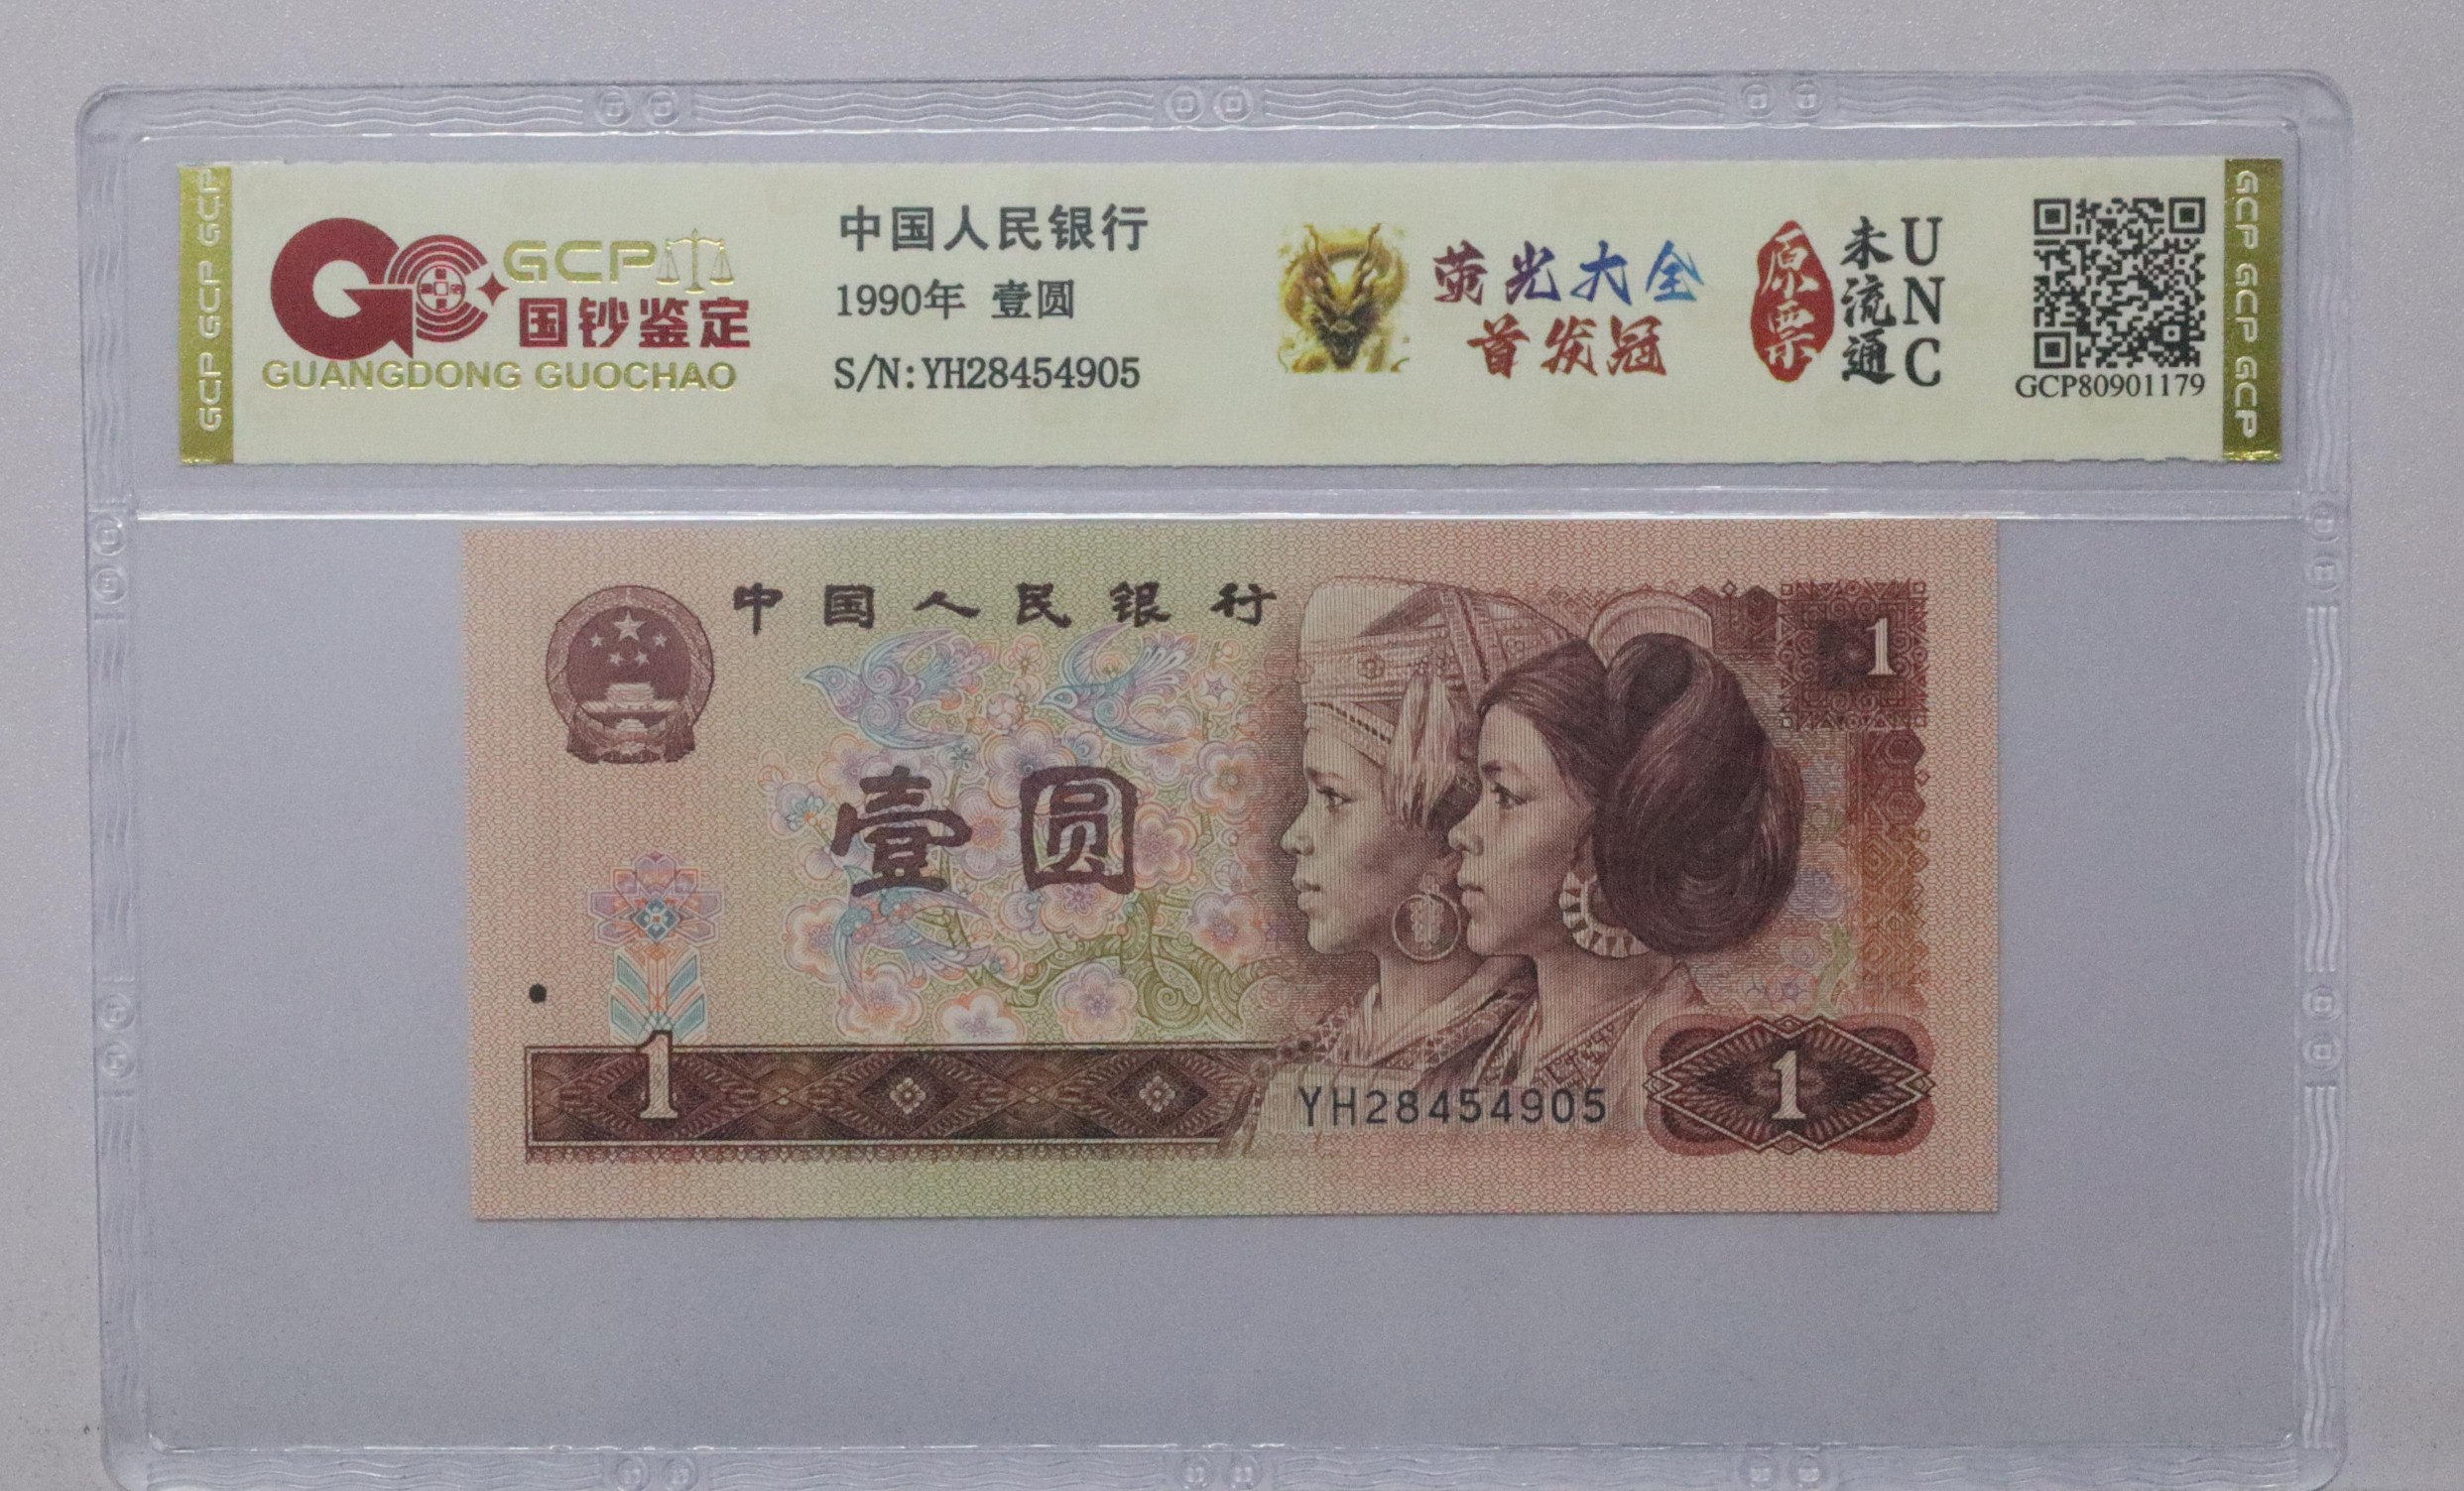 GCP GCP GCP
GCP
国钞鉴定
GUANGDONG GUOCHAO
中国人民银行
1990年 壹圆
S/N:YH28454905
荧光大全
首发冠
原票
未流通
UNC
GCP80901179
GCP GCP GCP GCP
中国人民银行
1
壹圆
1
YH28454905
1